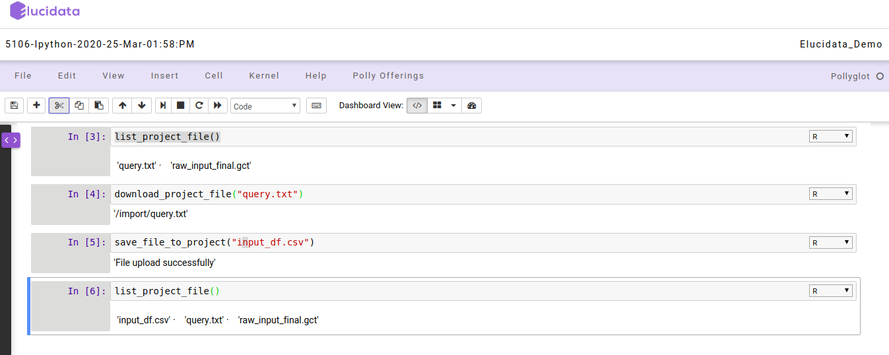 elucidata
5106-Ipython-2020-25-Mar-01:58:PM Elucidata_Demo
File Edit View Insert Cell Kernel Help Polly Offerings Polyglot
Code Dashboard View:
In [3]: list_project_file() R
'query.txt' · 'raw_input_final.gct'
In [4]: download_project_file("query.txt") R
'/import/query.txt'
In [5]: save_file_to_project("input_df.csv") R
'File upload successfully'
In [6]: list_project_file() R
'input_df.csv' · 'query.txt' · 'raw_input_final.gct'